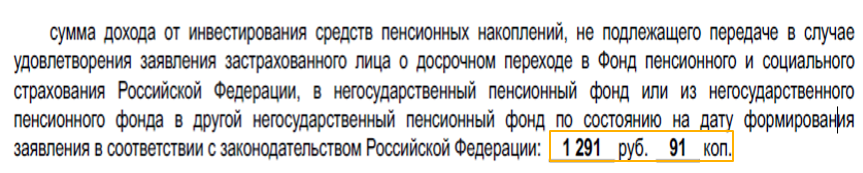 сумма дохода от инвестирования средств пенсионных накоплений, не подлежащего передаче в случае
удовлетворения заявления застрахованного лица о досрочном переходе в Фонд пенсионного и социального
страхования Российской Федерации, в негосударственный пенсионный фонд или из негосударственного
пенсионного фонда в другой негосударственный пенсионный фонд по состоянию на дату формирования
заявления в соответствии с законодательством Российской Федерации: 1 291 руб. 91 коп.